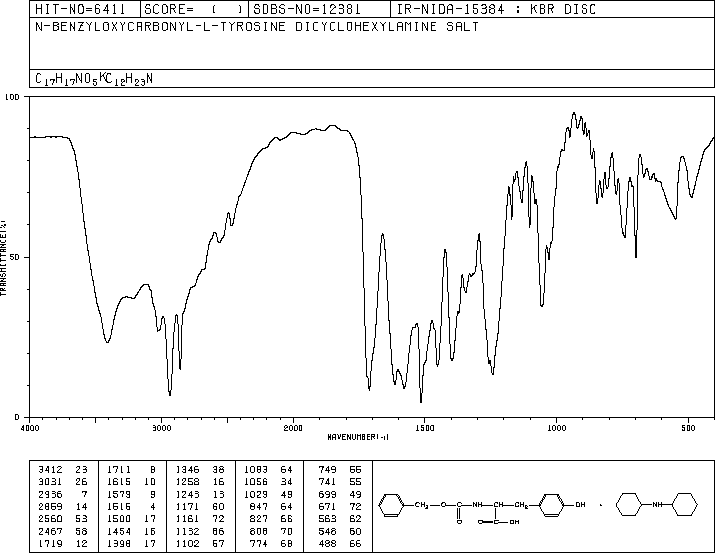 HIT-NO=6411 SCORE= ( ) SDBS-NO=12381 IR-NIDA-15384 : KBR DISC
N-BENZYLOXYCARBONYL-L-TYROSINE DICYCLOHEXYLAMINE SALT
C17H17NO5KC12H23N
100
50
0
TRANSMITTANCE(%)
4000 3000 2000 1500 1000 500
WAVENUMBER(-1)
3412 23 1711 8 1346 38 1083 64 749 55
3031 26 1615 10 1258 16 1056 34 741 55
2936 7 1579 9 1243 13 1029 49 699 49
2859 14 1516 4 1171 60 847 64 671 72
2560 53 1500 17 1161 72 827 66 563 62
2467 58 1454 16 1132 66 808 70 548 60
1719 12 1398 17 1102 57 774 68 488 66
CH2-O-C-NH-CH-CH2 OH · NH
O C-OH
O